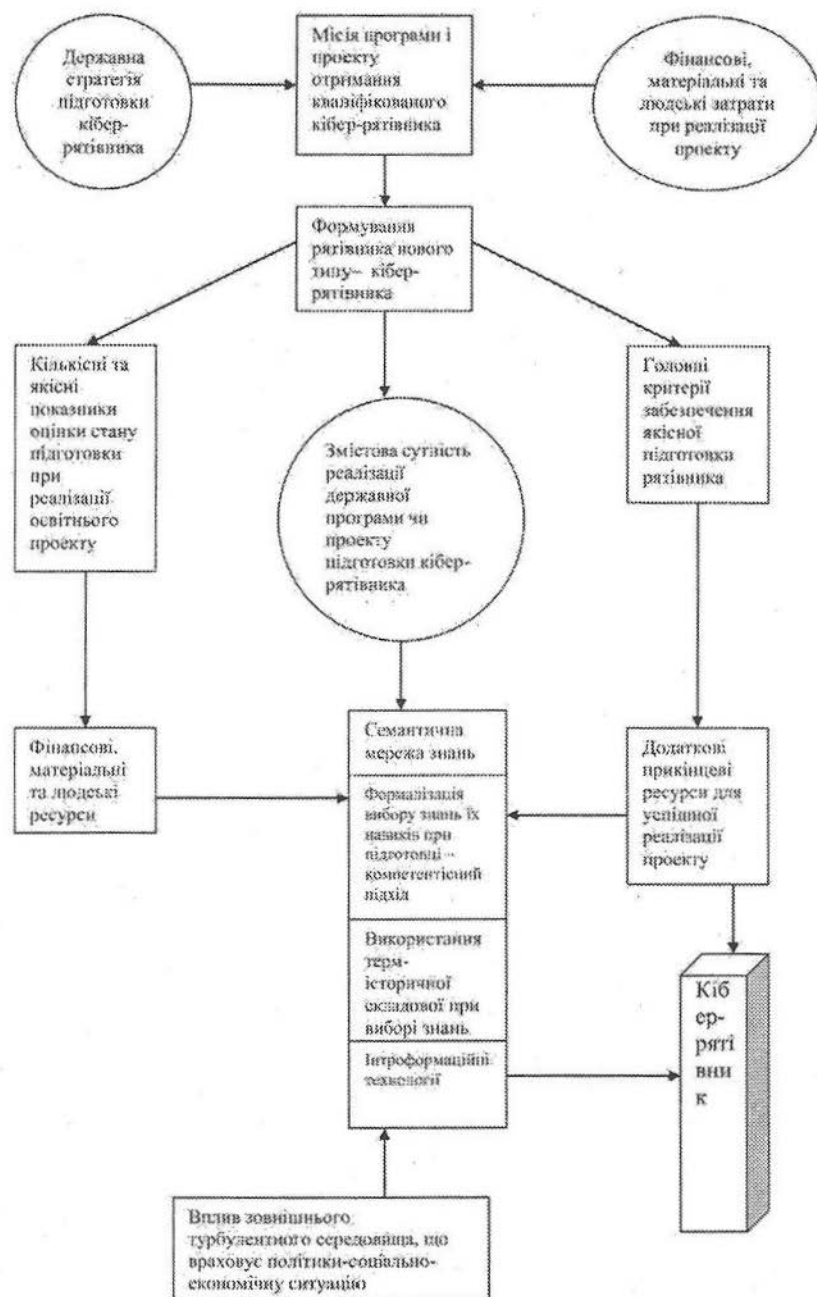 Державна
стратегія
підготовки
кібер-
рятівника
Місія програми і
проекту
отримання
кваліфікованого
кібер-рятівника
Фінансові,
матеріальні та
людські затрати
при реалізації
проекту
Формування
рятівника нового
типу– кібер-
рятівника
Кількісні та
якісні
показники
оцінки стану
підготовки
при
реалізації
освітнього
проекту
Змістова сутність
реалізації
державної
програми чи
проекту
підготовки кібер-
рятівника
Головні
критерії
забезпечення
якісної
підготовки
рятівника
Фінансові,
матеріальні
та людські
ресурси
Семантична
мережа знань
Формалізація
вибору знань їх
навиків при
підготовці –
компетентісний
підхід
Використання
терм-
історичної
складової при
виборі знань
Інтроформаційні
технології
Додаткові
прикінцеві
ресурси для
успішної
реалізації
проекту
Кіб
ер-
ряті
вни
к
Вплив зовнішнього
турбулентного середовища, що
враховує політики-соціально-
економічну ситуацію